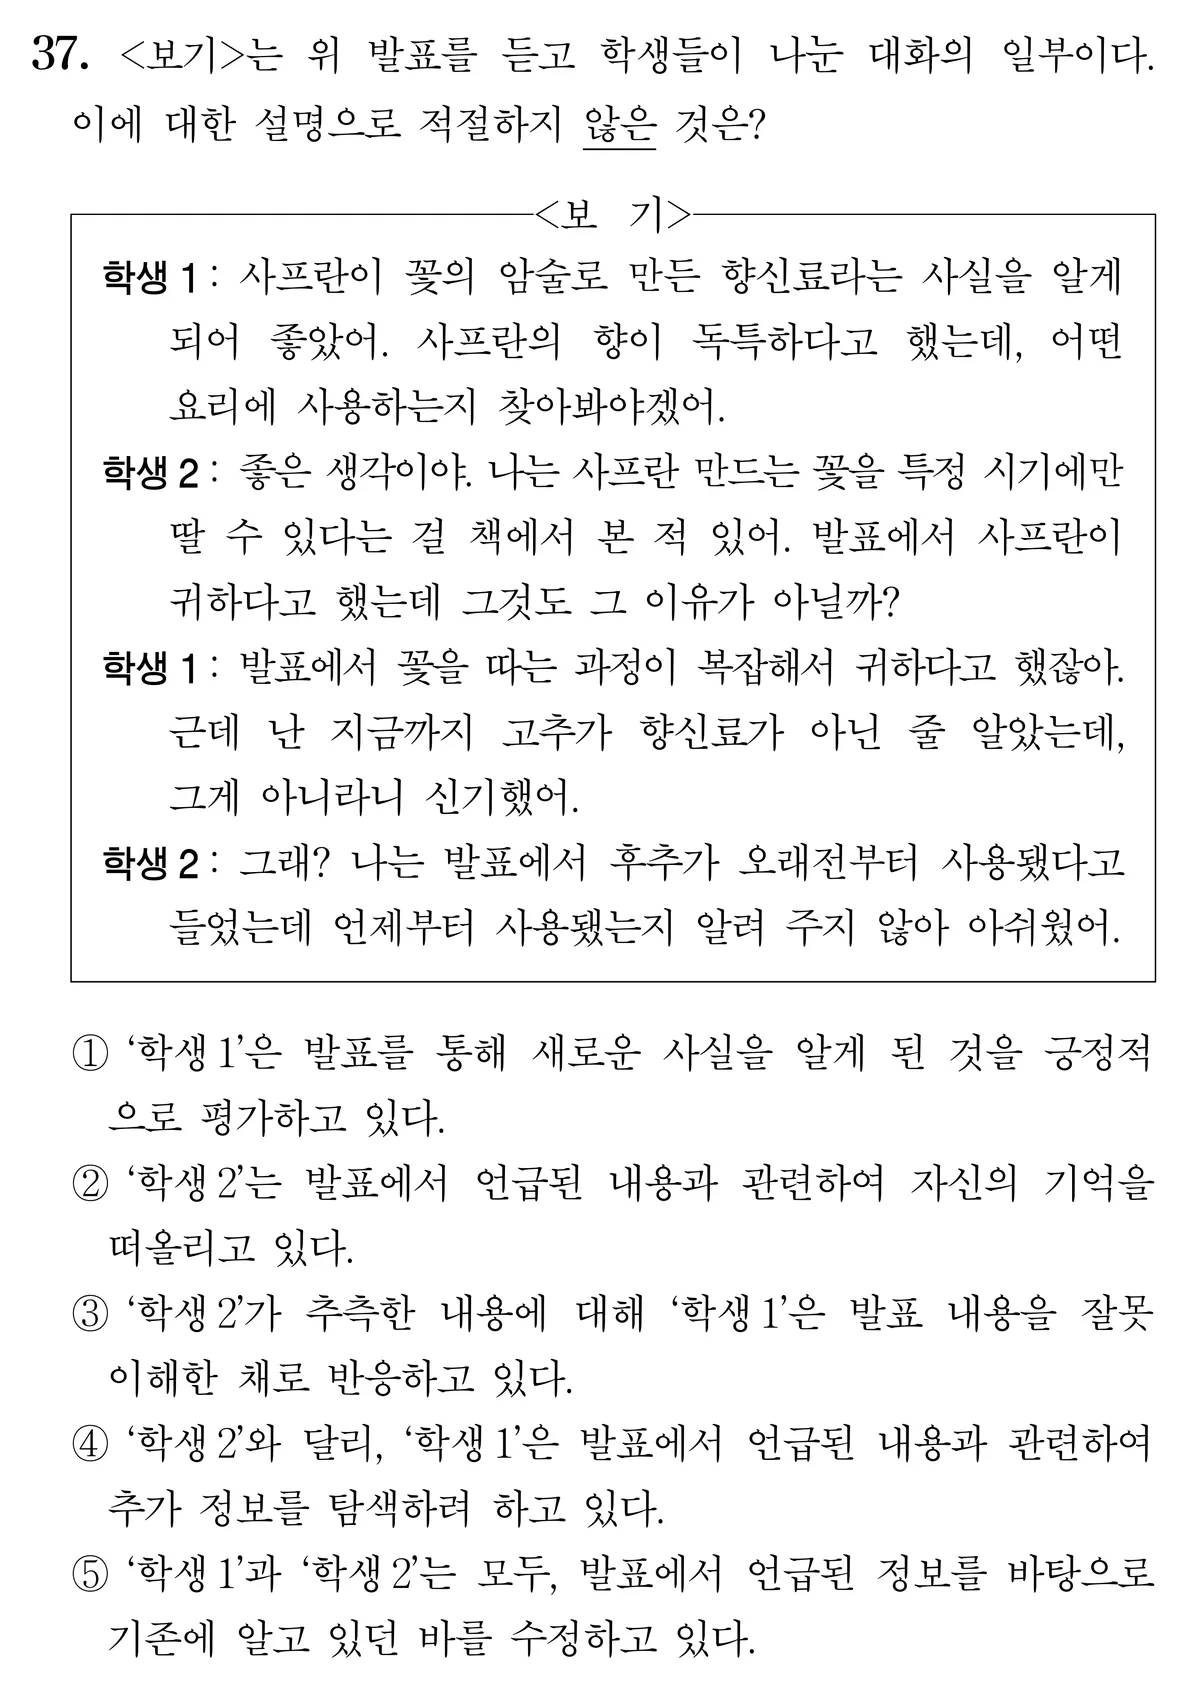 37. <보기>는 위 발표를 듣고 학생들이 나눈 대화의 일부이다.
이에 대한 설명으로 적절하지 않은 것은?
<보 기>
학생 1 : 사프란이 꽃의 암술로 만든 향신료라는 사실을 알게
되어 좋았어. 사프란의 향이 독특하다고 했는데, 어떤
요리에 사용하는지 찾아봐야겠어.
학생 2 : 좋은 생각이야. 나는 사프란 만드는 꽃을 특정 시기에만
딸 수 있다는 걸 책에서 본 적 있어. 발표에서 사프란이
귀하다고 했는데 그것도 그 이유가 아닐까?
학생 1 : 발표에서 꽃을 따는 과정이 복잡해서 귀하다고 했잖아.
근데 난 지금까지 고추가 향신료가 아닌 줄 알았는데,
그게 아니라니 신기했어.
학생 2 : 그래? 나는 발표에서 후추가 오래전부터 사용됐다고
들었는데 언제부터 사용됐는지 알려 주지 않아 아쉬웠어.
① ‘학생 1’은 발표를 통해 새로운 사실을 알게 된 것을 긍정적
으로 평가하고 있다.
② ‘학생 2’는 발표에서 언급된 내용과 관련하여 자신의 기억을
떠올리고 있다.
③ ‘학생 2’가 추측한 내용에 대해 ‘학생 1’은 발표 내용을 잘못
이해한 채로 반응하고 있다.
④ ‘학생 2’와 달리, ‘학생 1’은 발표에서 언급된 내용과 관련하여
추가 정보를 탐색하려 하고 있다.
⑤ ‘학생 1’과 ‘학생 2’는 모두, 발표에서 언급된 정보를 바탕으로
기존에 알고 있던 바를 수정하고 있다.